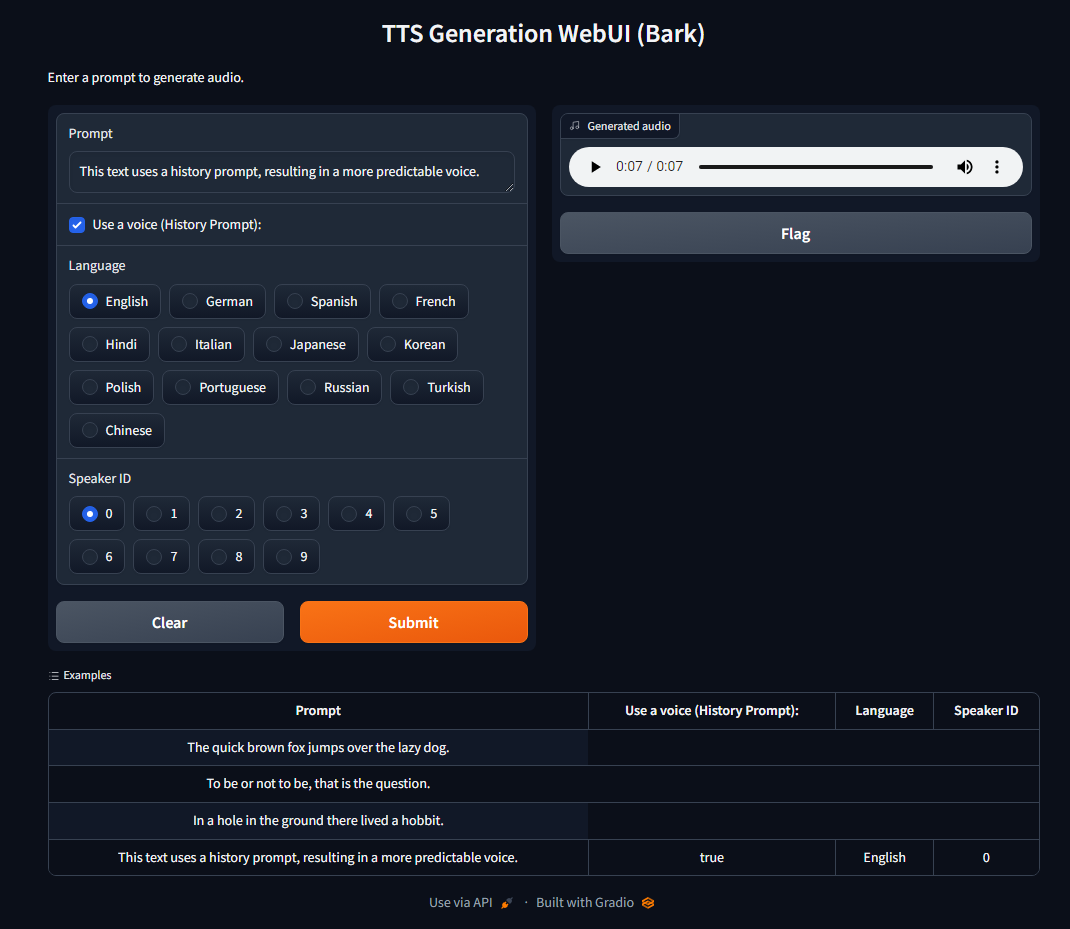 TTS Generation WebUI (Bark)
Enter a prompt to generate audio.
Prompt
This text uses a history prompt, resulting in a more predictable voice.
Use a voice (History Prompt):
Language
English German Spanish French
Hindi Italian Japanese Korean
Polish Portuguese Russian Turkish
Chinese
Speaker ID
0 1 2 3 4 5
6 7 8 9
Clear Submit
Generated audio
0:07 / 0:07
Flag
Examples
Prompt Use a voice (History Prompt): Language Speaker ID
The quick brown fox jumps over the lazy dog.
To be or not to be, that is the question.
In a hole in the ground there lived a hobbit.
This text uses a history prompt, resulting in a more predictable voice. true English 0
Use via API · Built with Gradio